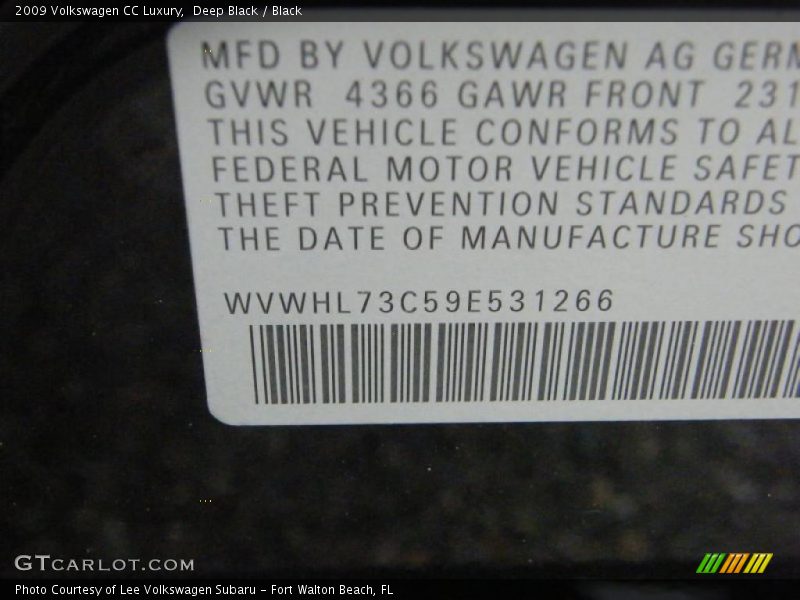 2009 Volkswagen CC Luxury, Deep Black / Black
MFD BY VOLKSWAGEN AG GERM
GVWR 4366 GAWR FRONT 231
THIS VEHICLE CONFORMS TO AL
FEDERAL MOTOR VEHICLE SAFET
THEFT PREVENTION STANDARDS
THE DATE OF MANUFACTURE SHO
WVWHL73C59E531266
GTCARLOT.COM
Photo Courtesy of Lee Volkswagen Subaru - Fort Walton Beach, FL